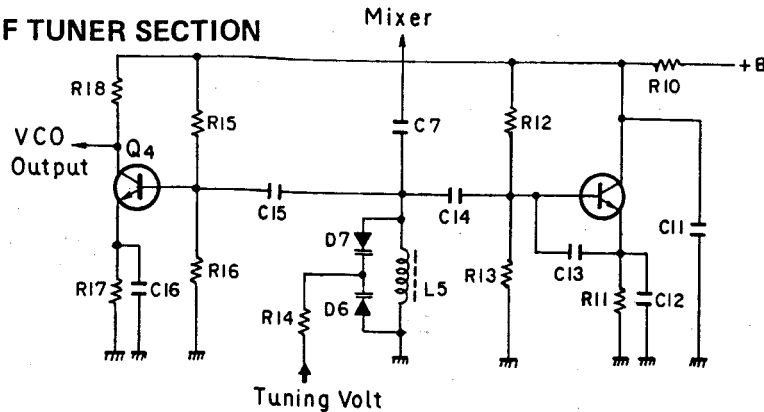 F TUNER SECTION
Mixer
R18
R15
C7
R12
R10
+B
VCO
Output
Q4
C15
C14
D7
R17
C16
R16
D6
L5
R13
C13
R11
C12
C11
R14
Tuning Volt